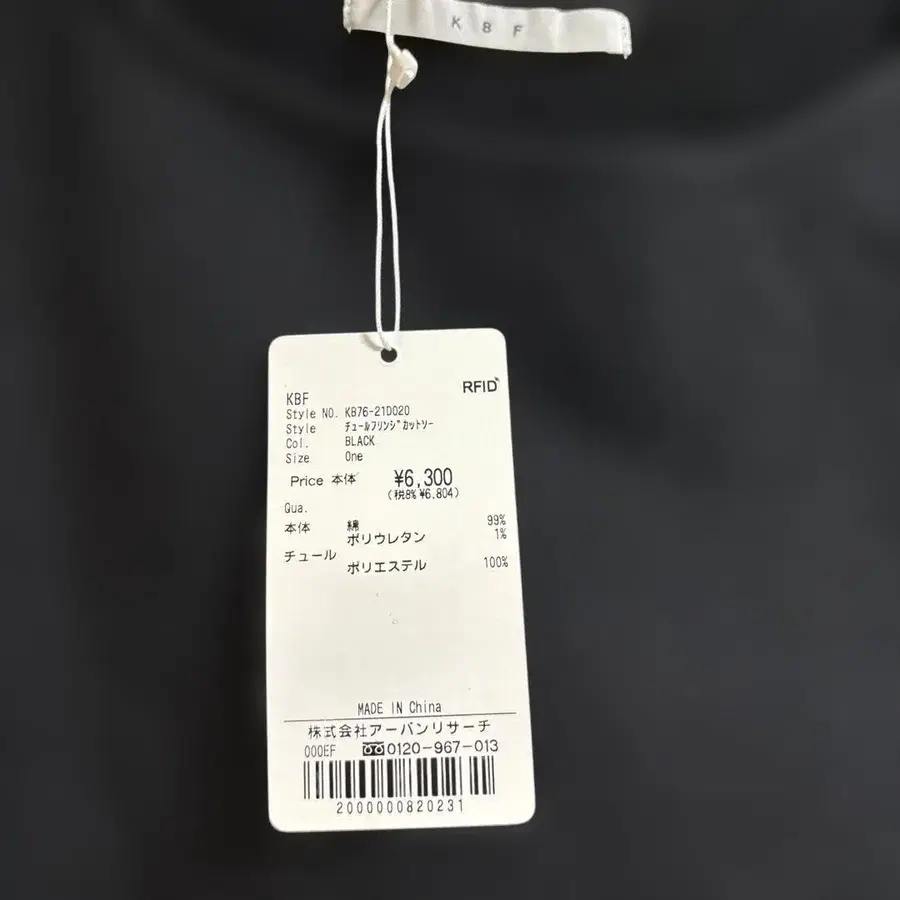 K B F
RFID
KBF
Style NO. KB76-21D020
Style チュールフリンジカットソー
Col. BLACK
Size One
Price 本体 ¥6,300
(税8% ¥6,804)
Qua.
本体 綿 99%
ポリウレタン 1%
チュール
ポリエステル 100%
MADE IN China
株式会社アーバンリサーチ
000EF 0120-967-013
2000000820231